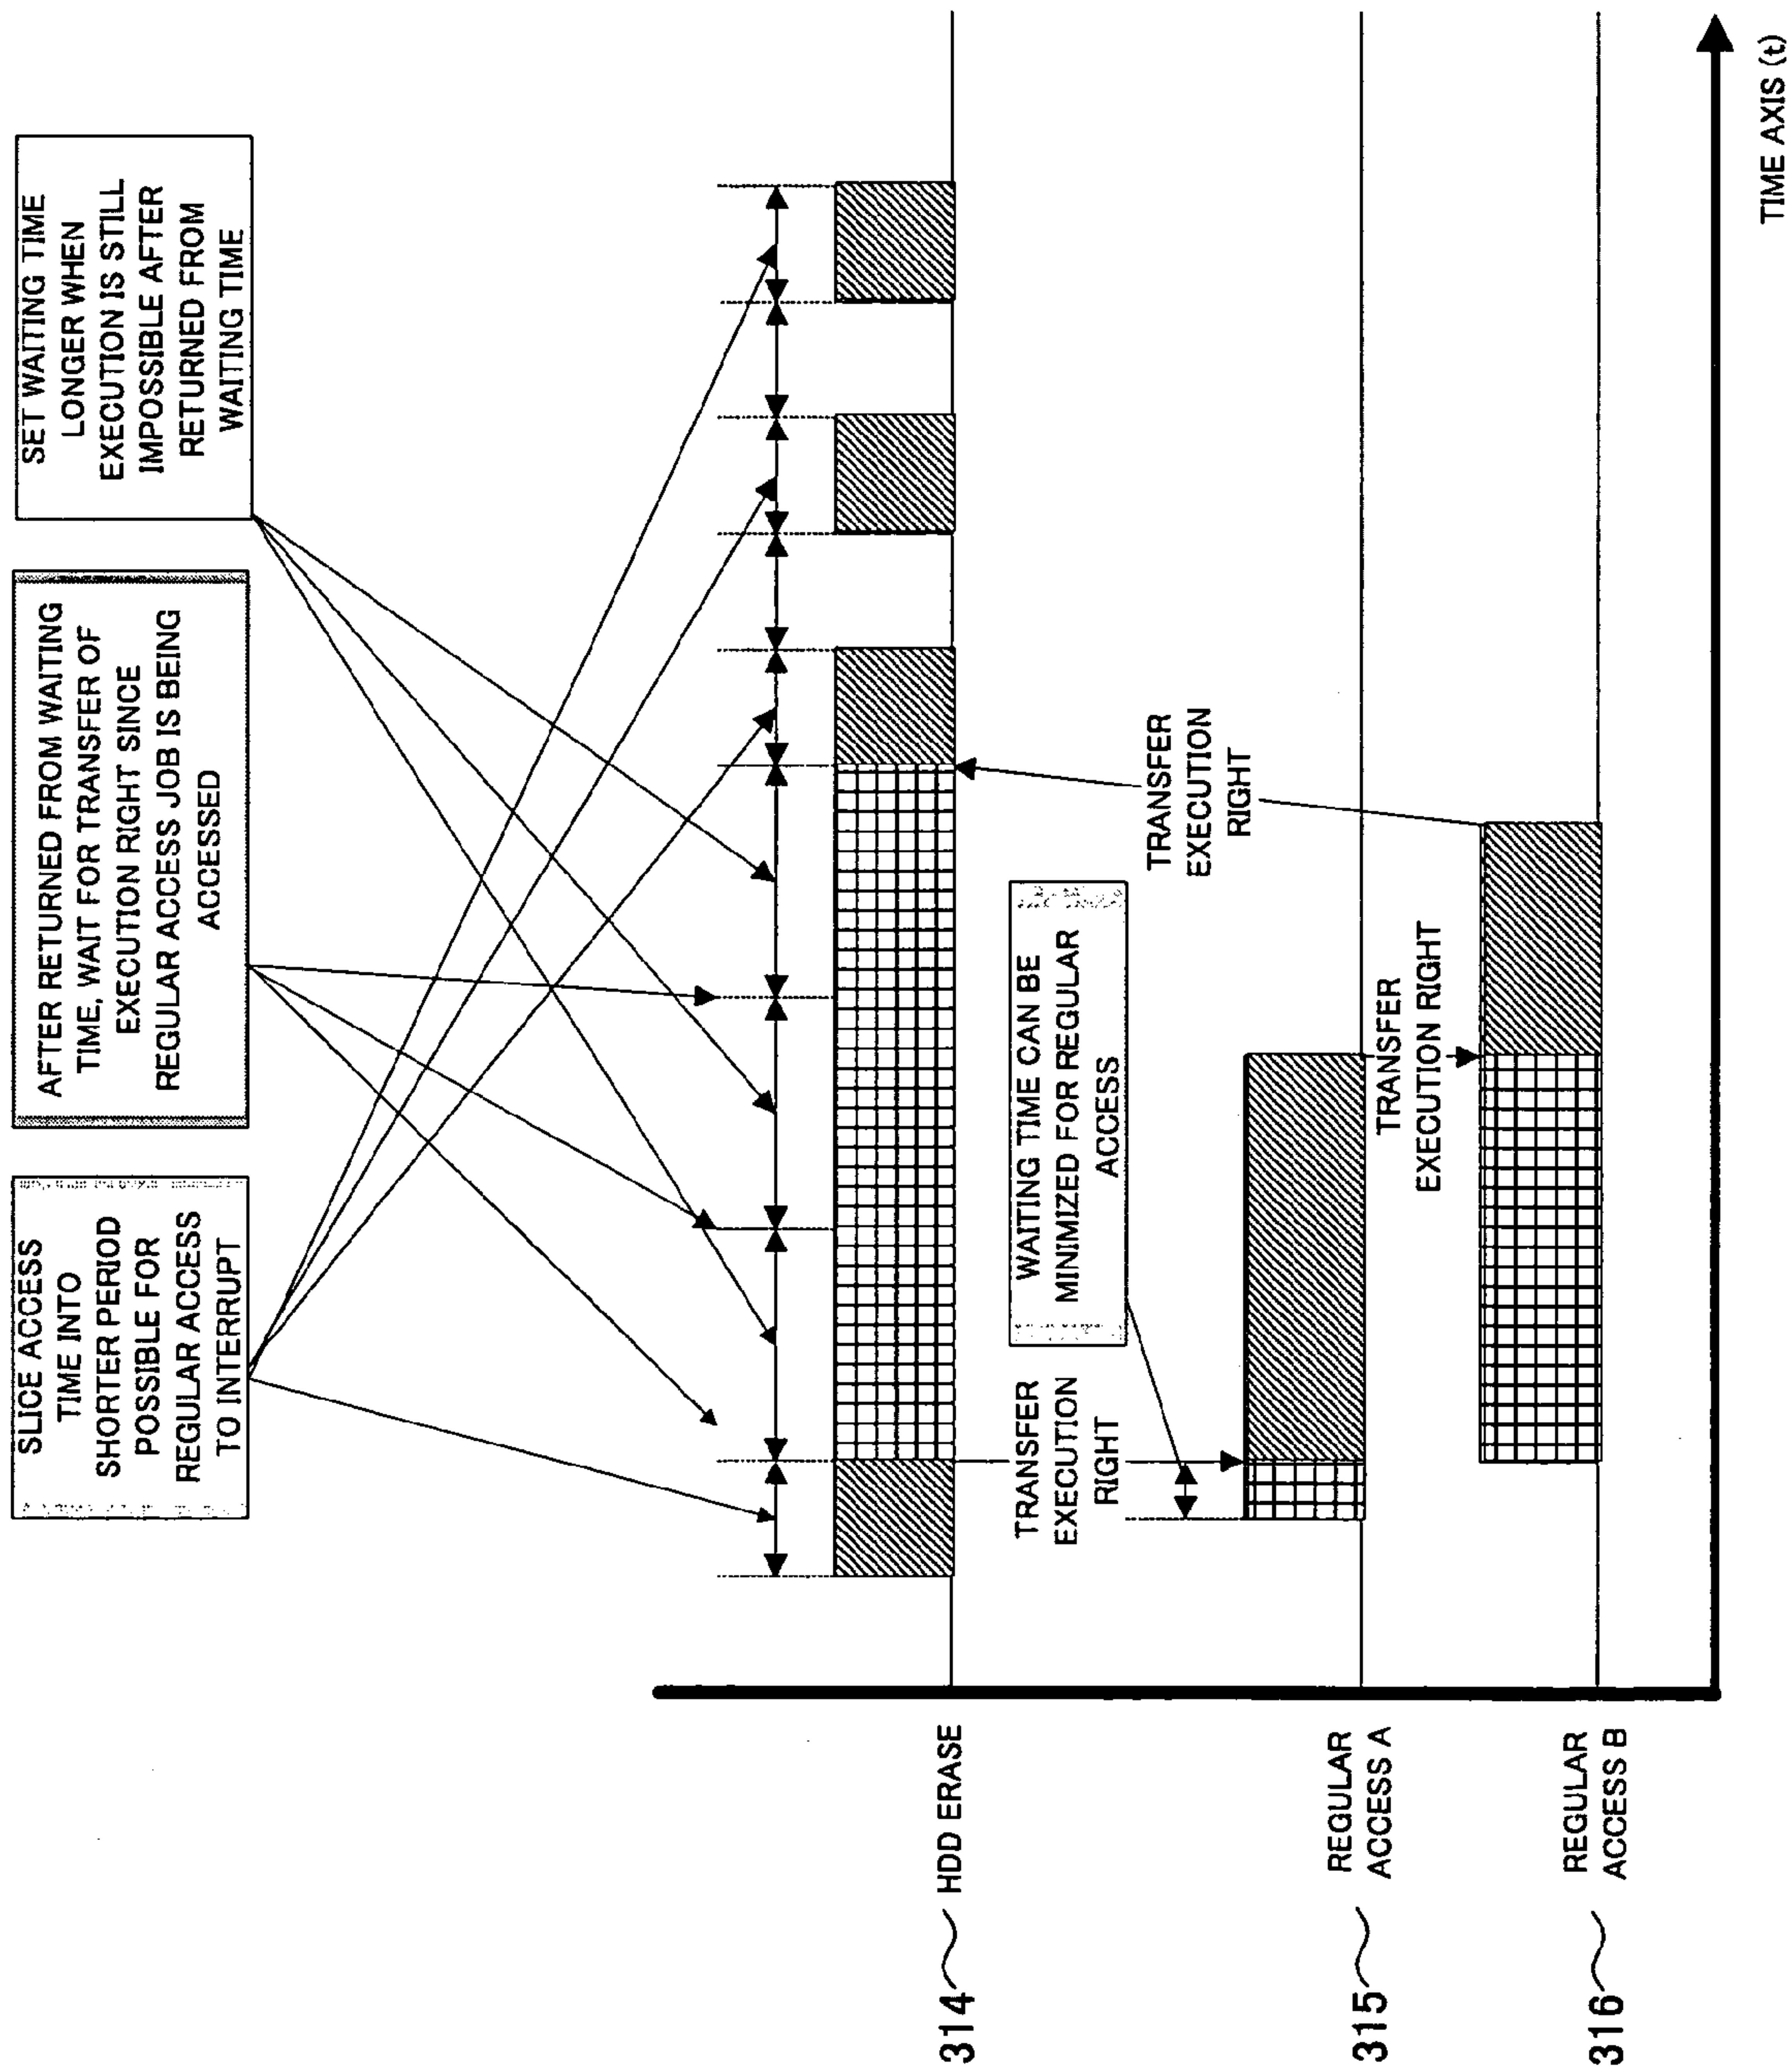 SLICE ACCESS
TIME INTO
SHORTER PERIOD
POSSIBLE FOR
REGULAR ACCESS
TO INTERRUPT
AFTER RETURNED FROM WAITING
TIME, WAIT FOR TRANSFER OF
EXECUTION RIGHT SINCE
REGULAR ACCESS JOB IS BEING
ACCESSED
SET WAITING TIME
LONGER WHEN
EXECUTION IS STILL
IMPOSSIBLE AFTER
RETURNED FROM
WAITING TIME
314 HDD ERASE
TRANSFER
EXECUTION
RIGHT
WAITING TIME CAN BE
MINIMIZED FOR REGULAR
ACCESS
TRANSFER
EXECUTION
RIGHT
315 REGULAR
ACCESS A
TRANSFER
EXECUTION RIGHT
316 REGULAR
ACCESS B
TIME AXIS (t)